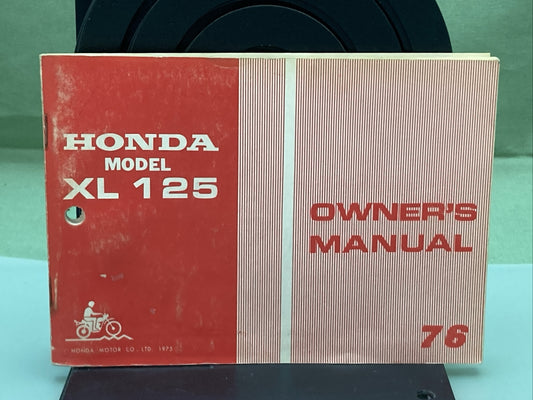 HONDA
MODEL
XL 125
HONDA MOTOR CO., LTD. 1975
OWNER'S
MANUAL
76